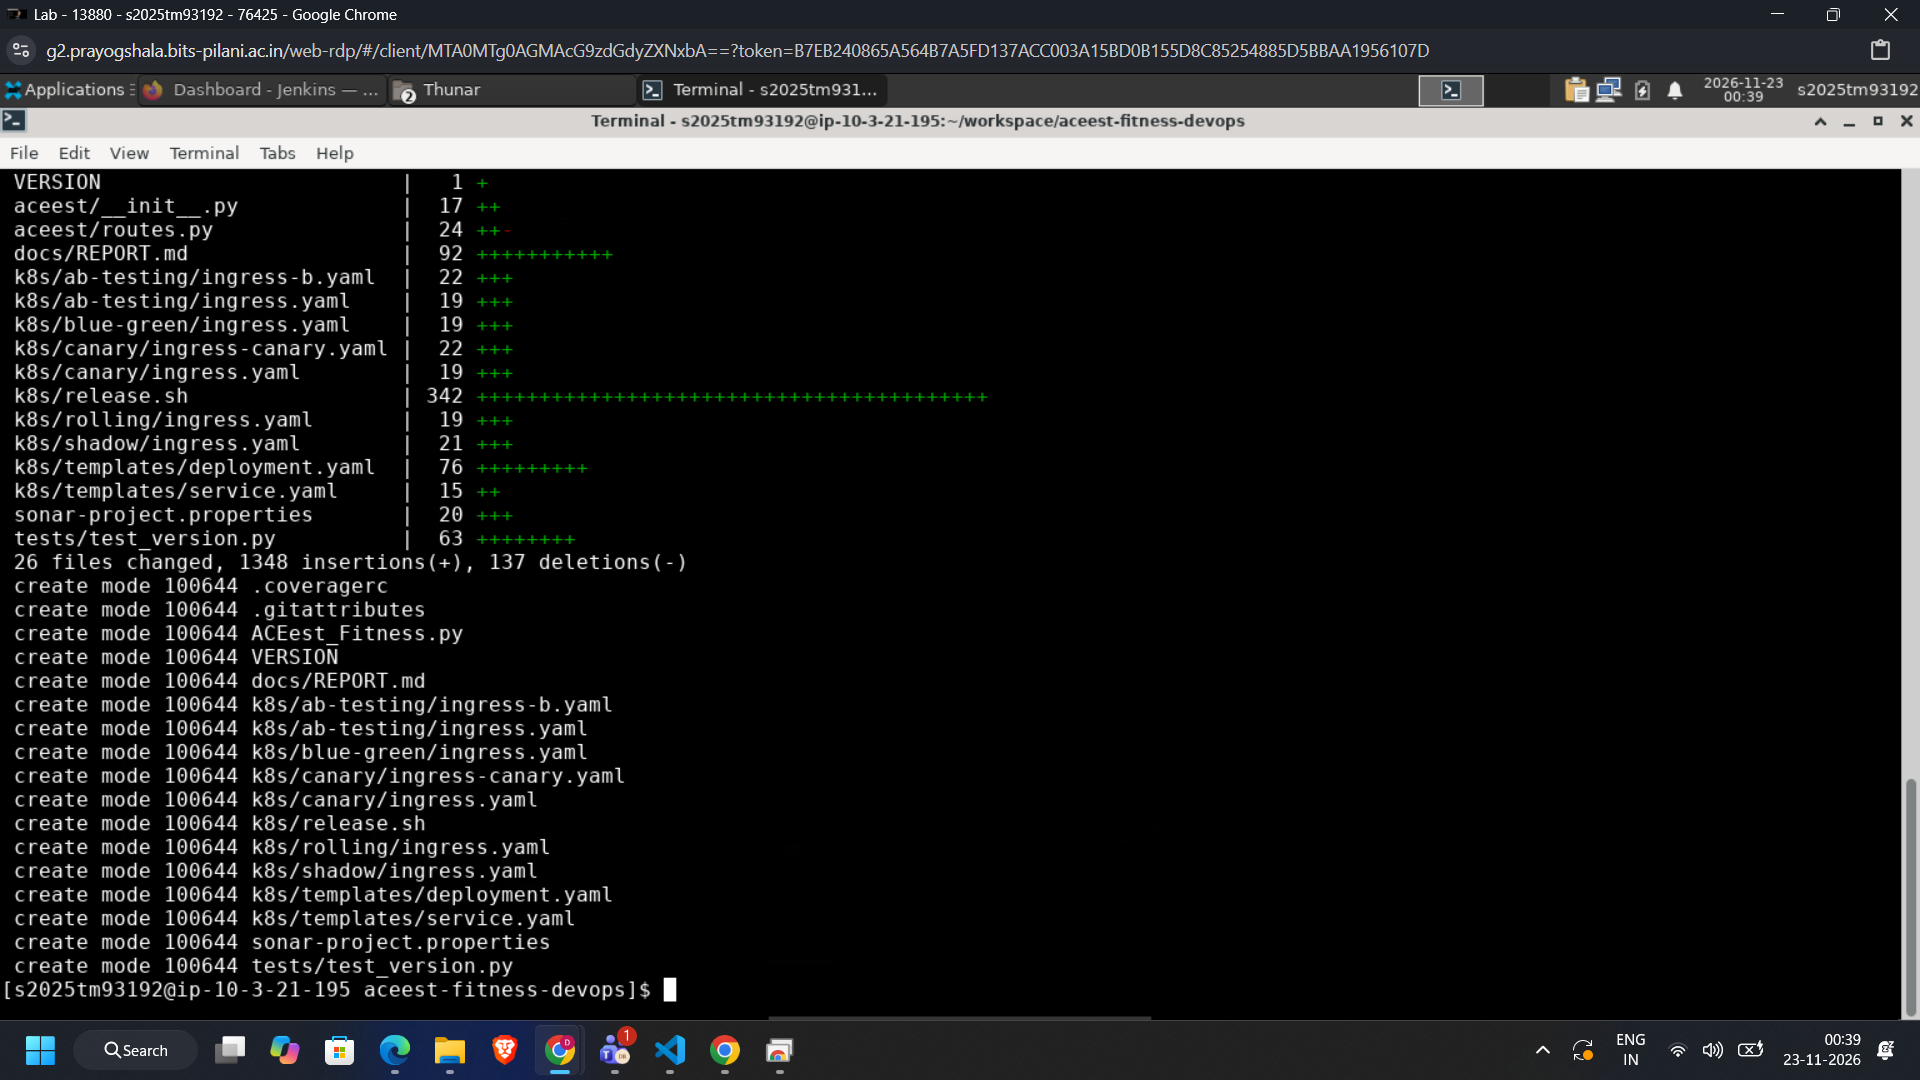 Lab - 13880 - s2025tm93192 - 76425 - Google Chrome
g2.prayogshala.bits-pilani.ac.in/web-rdp/#/client/MTA0MTg0AGMAcG9zdGdyZXNxbA==?token=B7EB240865A564B7A5FD137ACC003A15BD0B155D8C85254885D5BBAA1956107D
Applications
Dashboard - Jenkins — ...
2 Thunar
Terminal - s2025tm931...
2026-11-23
00:39
s2025tm93192
Terminal - s2025tm93192@ip-10-3-21-195:~/workspace/aceest-fitness-devops
File Edit View Terminal Tabs Help
VERSION | 1 +
aceest/__init__.py | 17 ++
aceest/routes.py | 24 ++-
docs/REPORT.md | 92 +++++++++++
k8s/ab-testing/ingress-b.yaml | 22 +++
k8s/ab-testing/ingress.yaml | 19 +++
k8s/blue-green/ingress.yaml | 19 +++
k8s/canary/ingress-canary.yaml | 22 +++
k8s/canary/ingress.yaml | 19 +++
k8s/release.sh | 342 +++++++++++++++++++++++++++++++++++++++++
k8s/rolling/ingress.yaml | 19 +++
k8s/shadow/ingress.yaml | 21 +++
k8s/templates/deployment.yaml | 76 +++++++++
k8s/templates/service.yaml | 15 ++
sonar-project.properties | 20 +++
tests/test_version.py | 63 ++++++++
26 files changed, 1348 insertions(+), 137 deletions(-)
create mode 100644 .coveragerc
create mode 100644 .gitattributes
create mode 100644 ACEest_Fitness.py
create mode 100644 VERSION
create mode 100644 docs/REPORT.md
create mode 100644 k8s/ab-testing/ingress-b.yaml
create mode 100644 k8s/ab-testing/ingress.yaml
create mode 100644 k8s/blue-green/ingress.yaml
create mode 100644 k8s/canary/ingress-canary.yaml
create mode 100644 k8s/canary/ingress.yaml
create mode 100644 k8s/release.sh
create mode 100644 k8s/rolling/ingress.yaml
create mode 100644 k8s/shadow/ingress.yaml
create mode 100644 k8s/templates/deployment.yaml
create mode 100644 k8s/templates/service.yaml
create mode 100644 sonar-project.properties
create mode 100644 tests/test_version.py
[s2025tm93192@ip-10-3-21-195 aceest-fitness-devops]$
Search
1
ENG
IN
00:39
23-11-2026